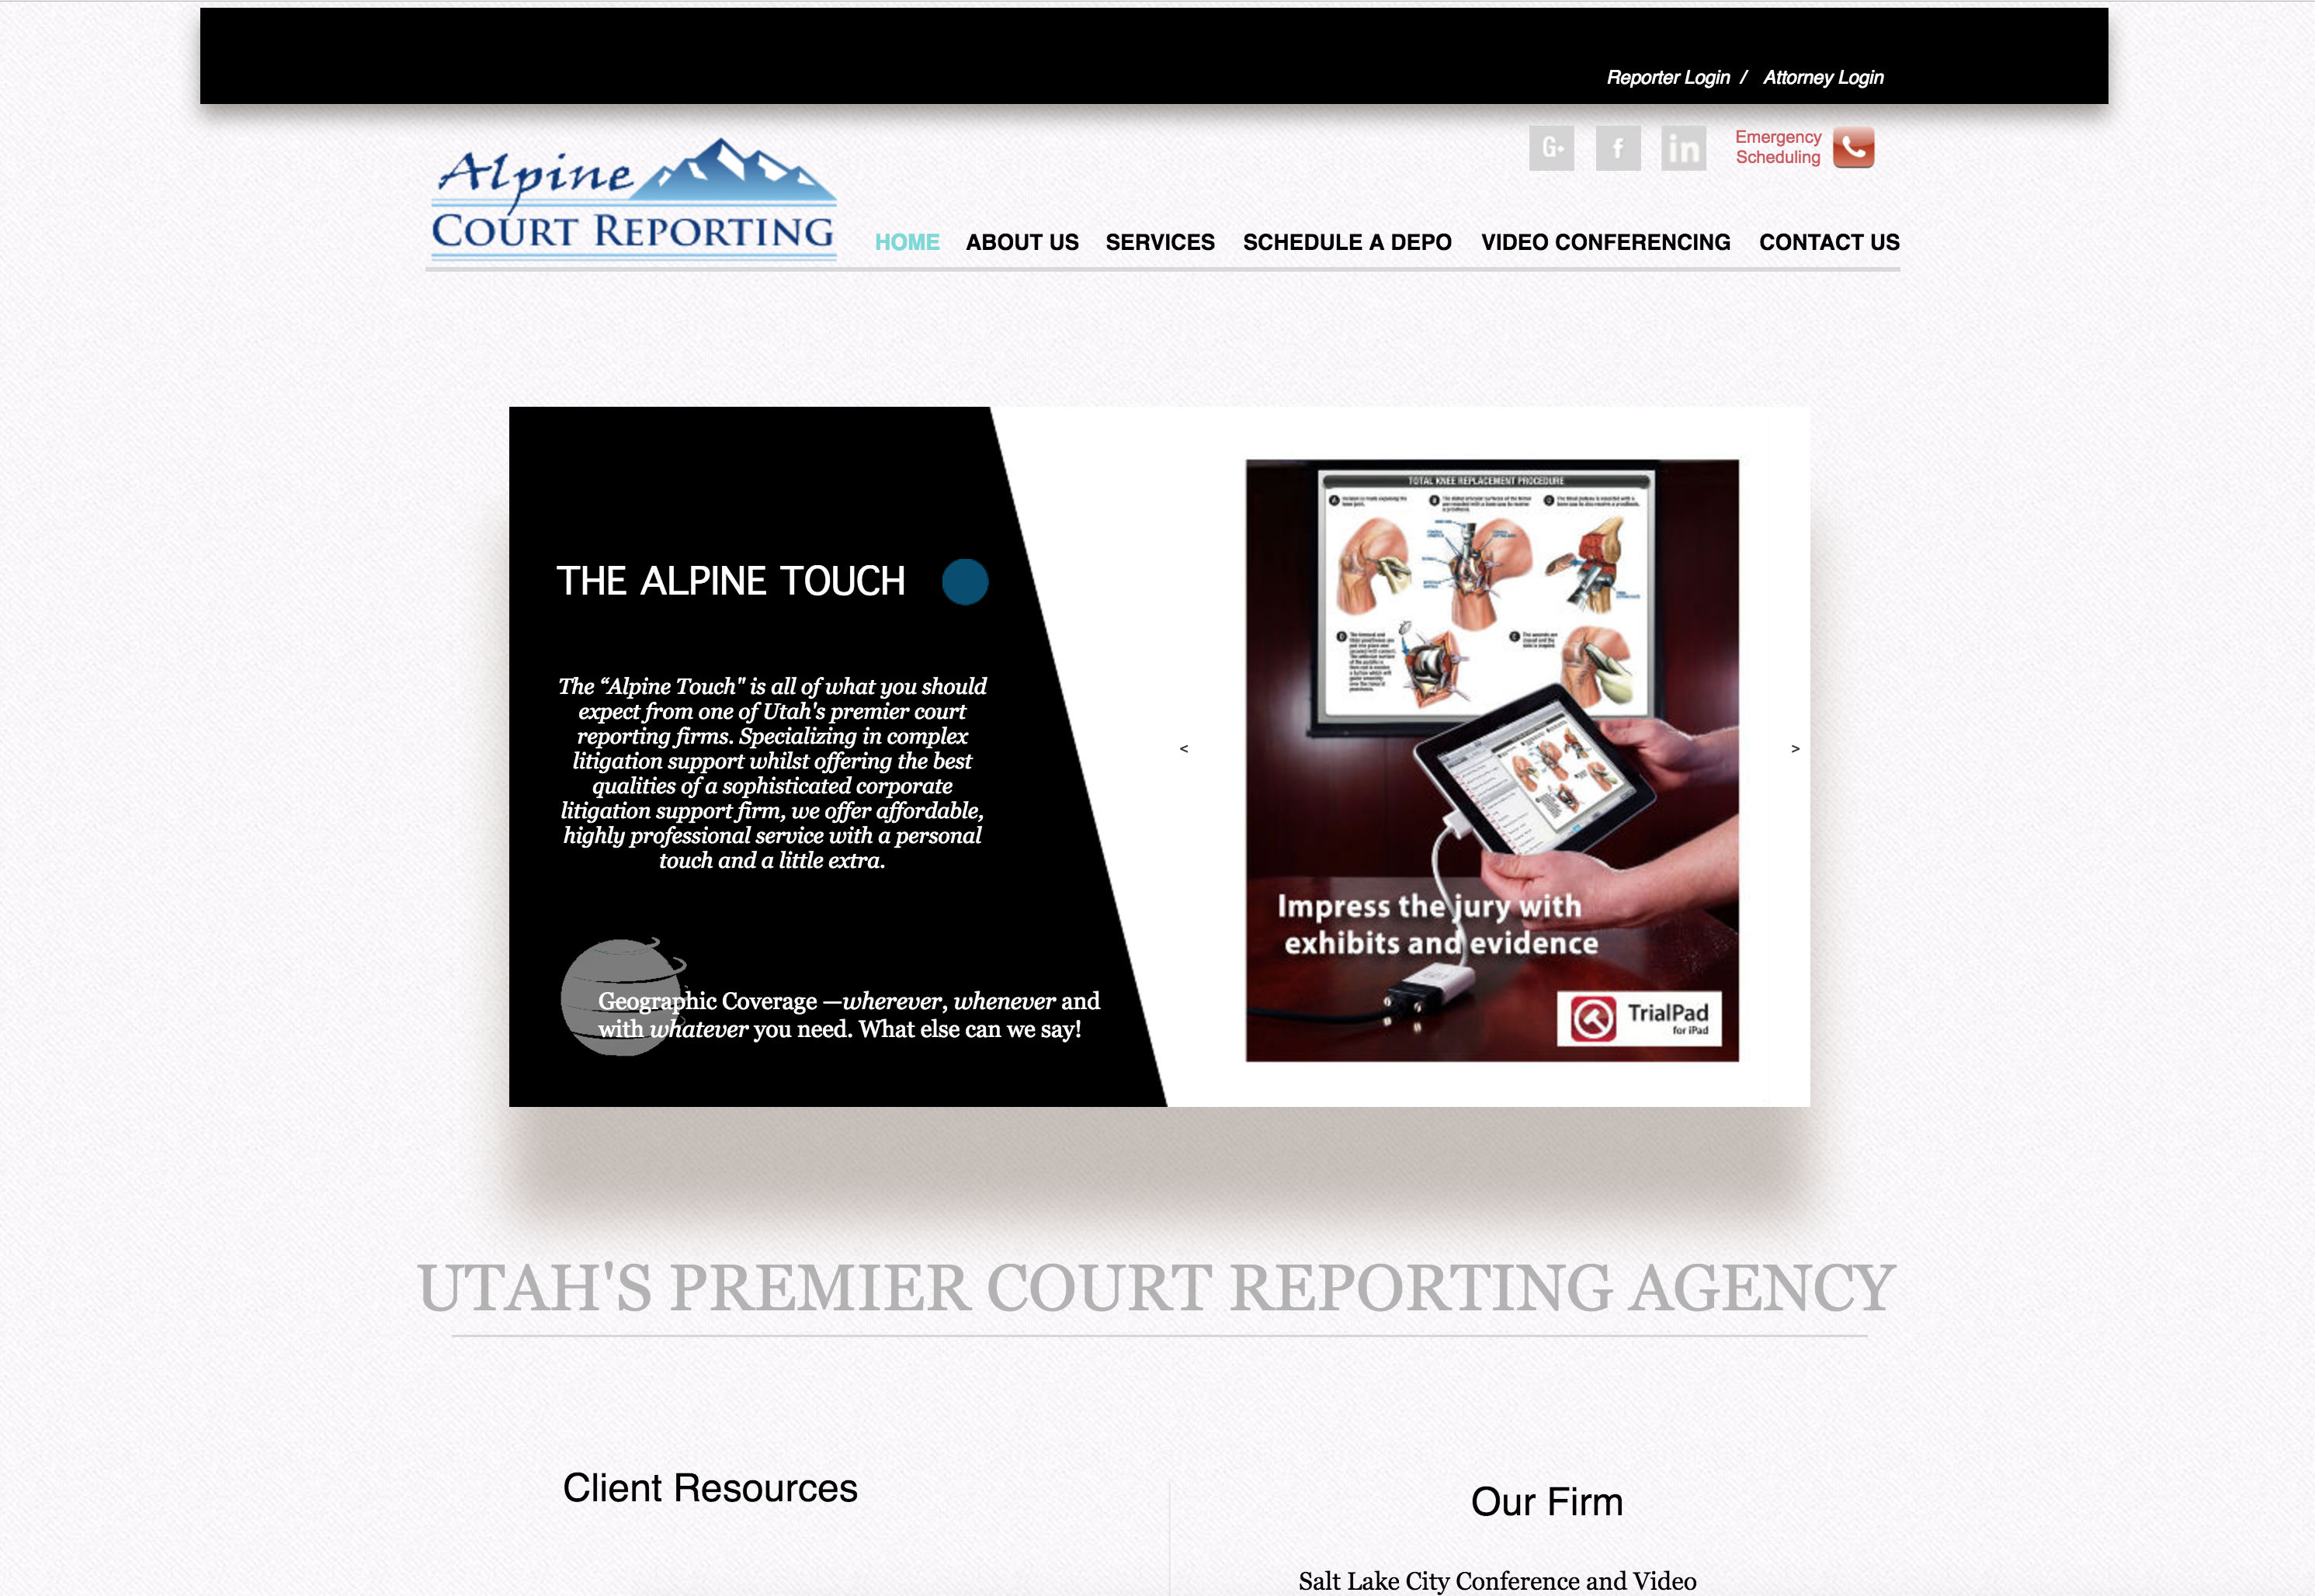 Reporter Login / Attorney Login
G+ f in
Emergency
Scheduling
Alpine
COURT REPORTING
HOME ABOUT US SERVICES SCHEDULE A DEPO VIDEO CONFERENCING CONTACT US
THE ALPINE TOUCH
The “Alpine Touch" is all of what you should
expect from one of Utah's premier court
reporting firms. Specializing in complex
litigation support whilst offering the best
qualities of a sophisticated corporate
litigation support firm, we offer affordable,
highly professional service with a personal
touch and a little extra.
Geographic Coverage —wherever, whenever and
with whatever you need. What else can we say!
<
TOTAL KNEE REPLACEMENT PROCEDURE
A
B
C
D
E
Impress the jury with
exhibits and evidence
TrialPad
for iPad
>
UTAH'S PREMIER COURT REPORTING AGENCY
Client Resources
Our Firm
Salt Lake City Conference and Video